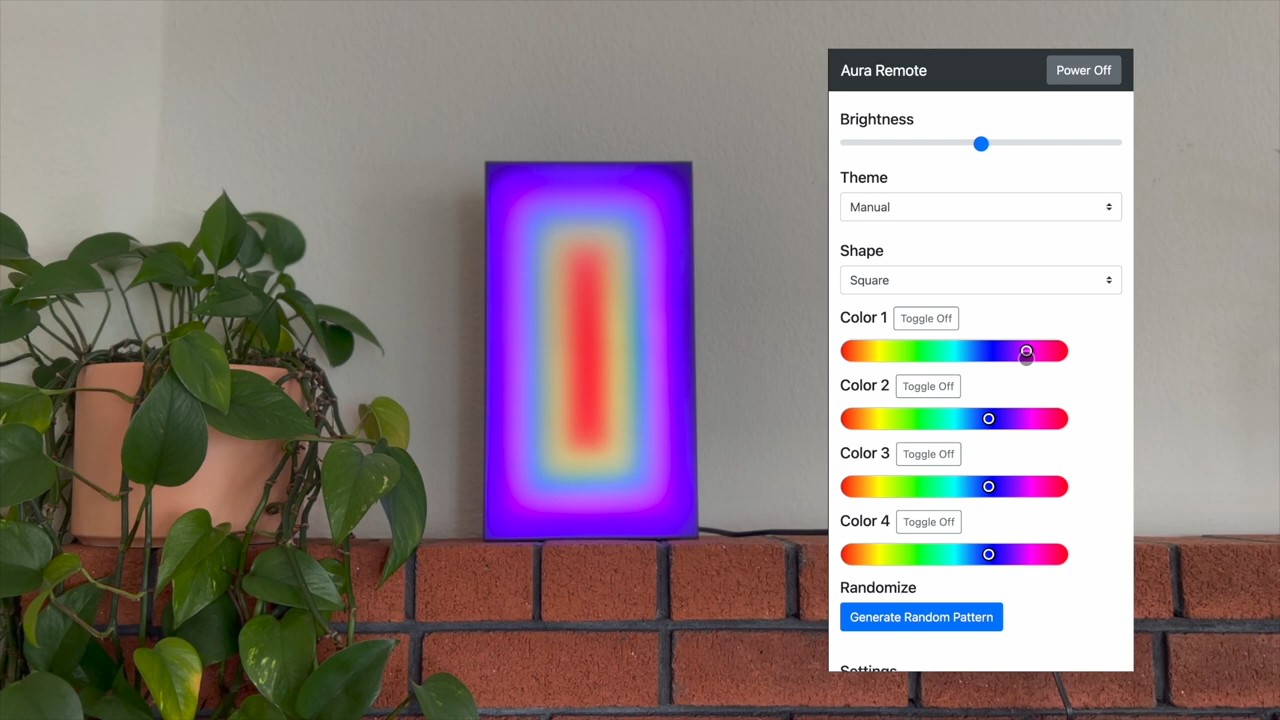 Aura Remote
Power Off
Brightness
Theme
Manual
Shape
Square
Color 1
Toggle Off
Color 2
Toggle Off
Color 3
Toggle Off
Color 4
Toggle Off
Randomize
Generate Random Pattern
Settings